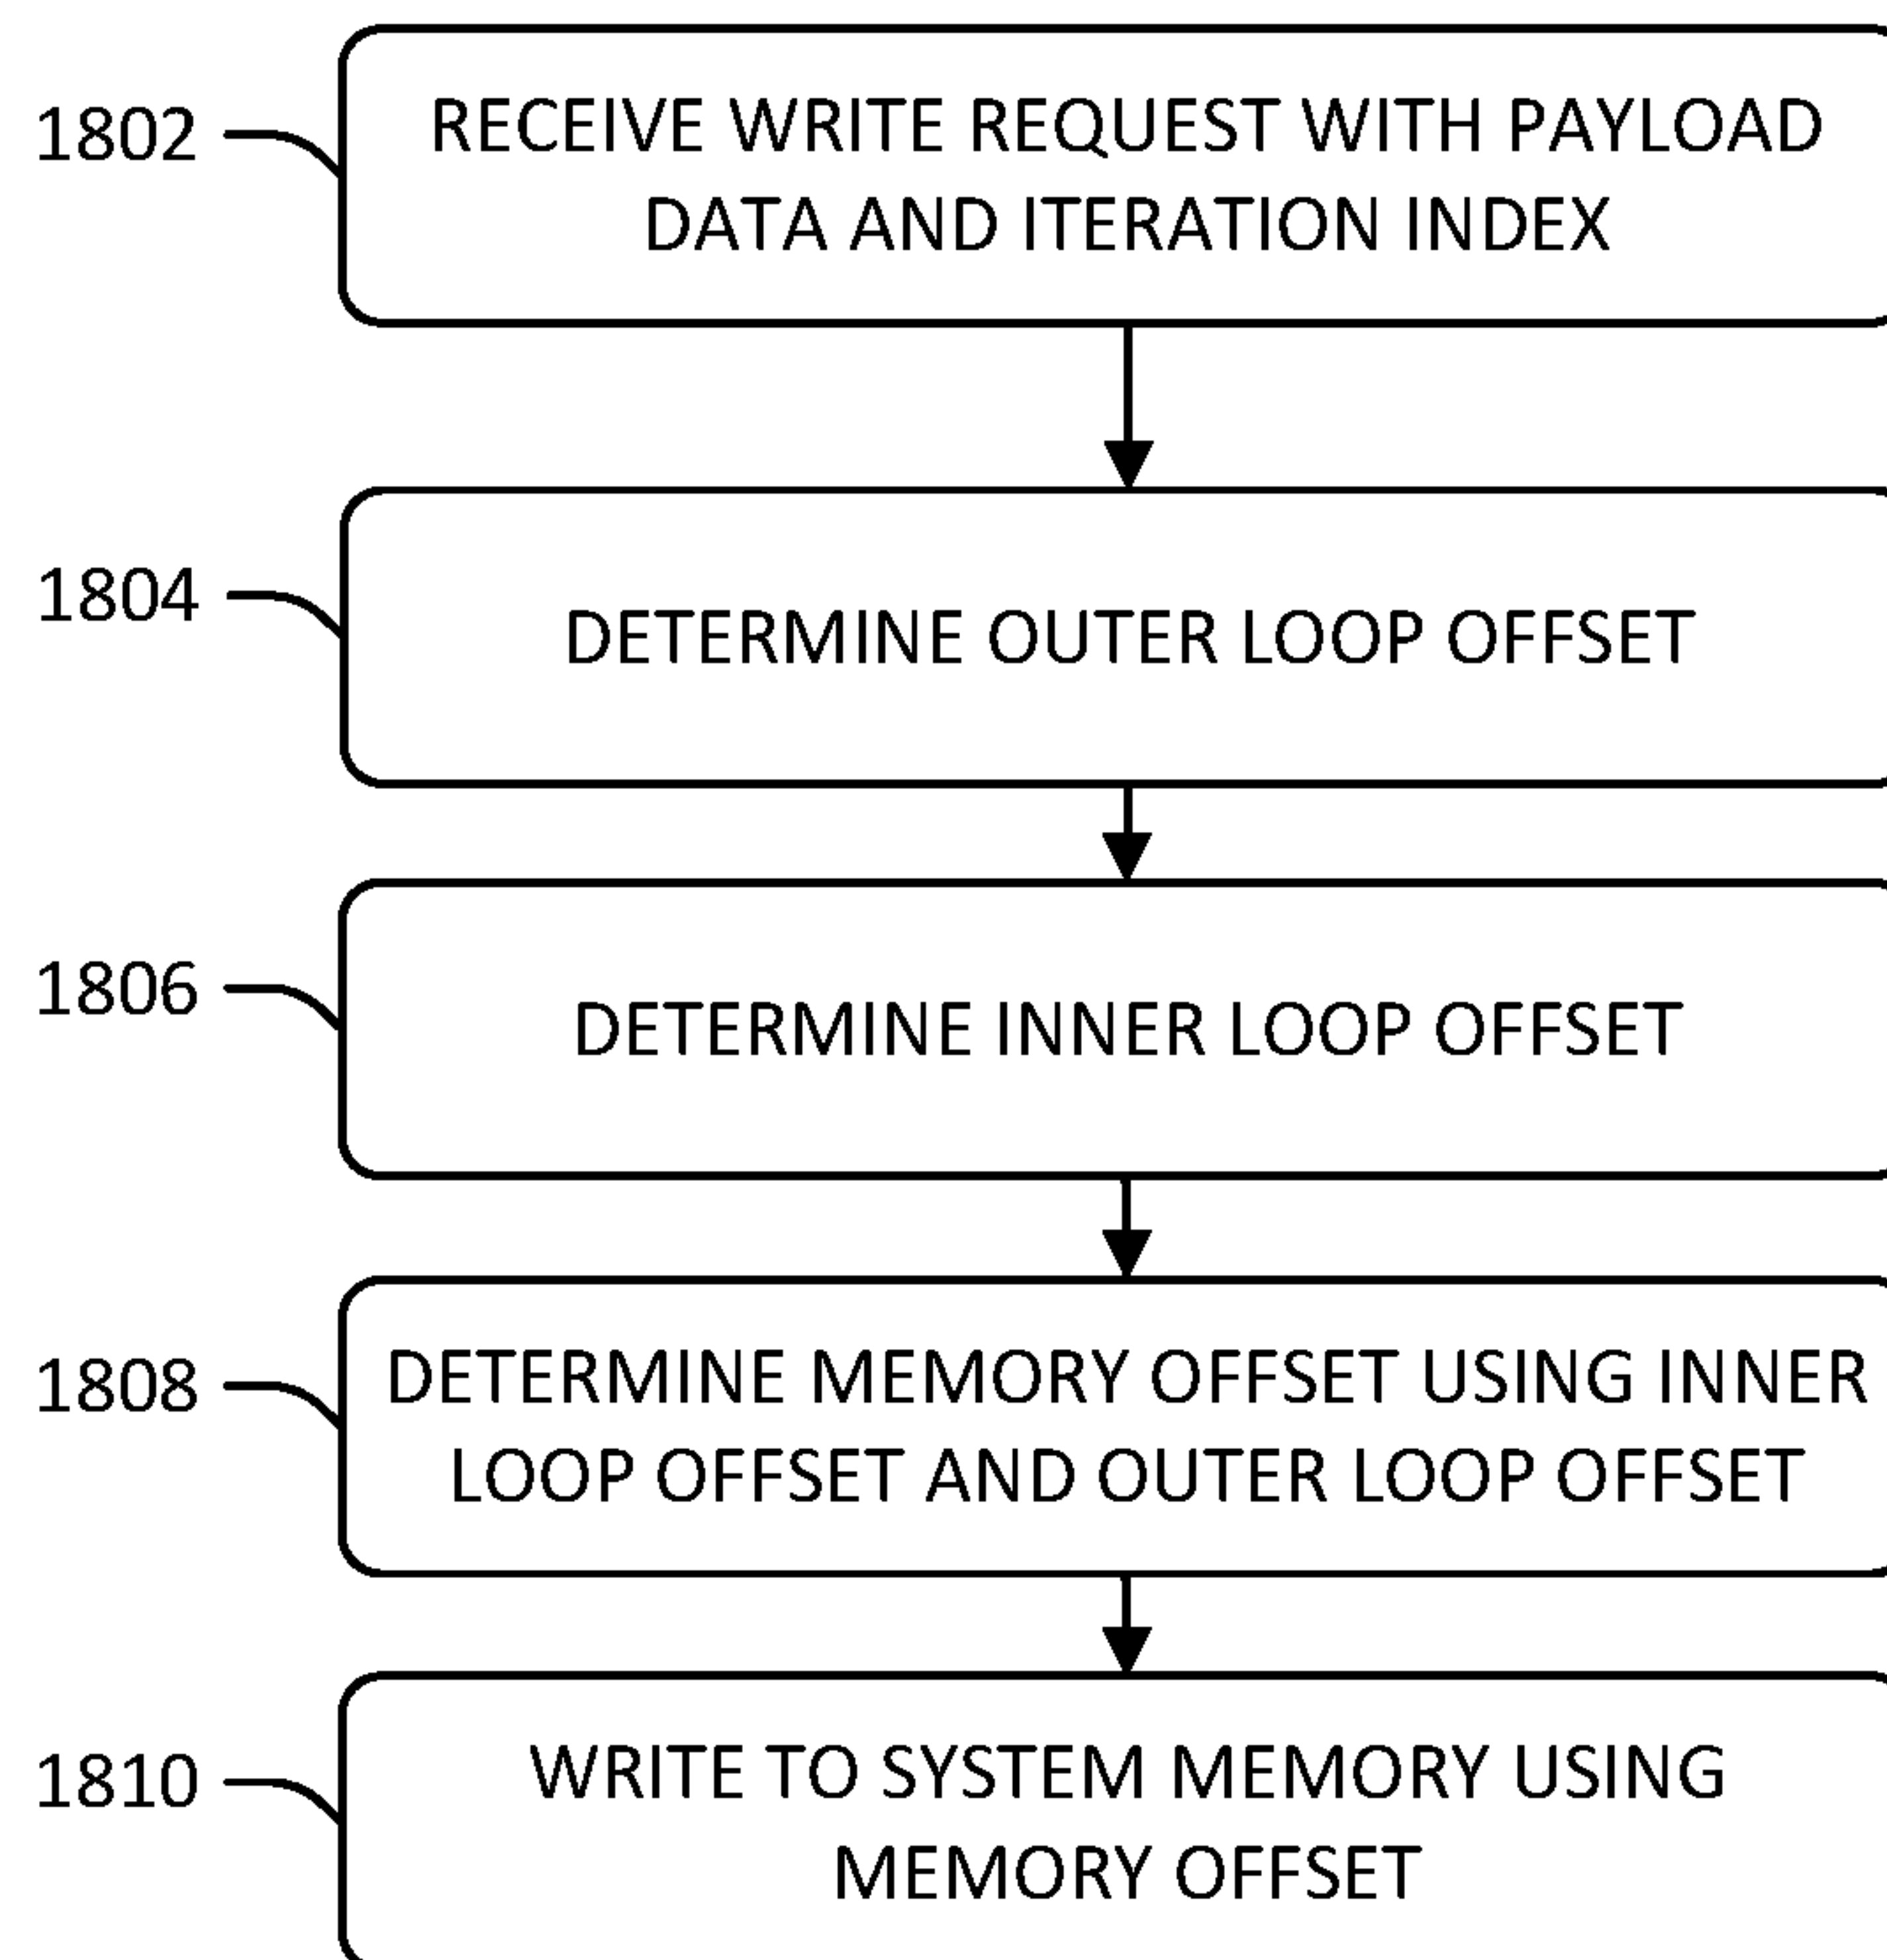 1802
RECEIVE WRITE REQUEST WITH PAYLOAD
DATA AND ITERATION INDEX
1804
DETERMINE OUTER LOOP OFFSET
1806
DETERMINE INNER LOOP OFFSET
1808
DETERMINE MEMORY OFFSET USING INNER
LOOP OFFSET AND OUTER LOOP OFFSET
1810
WRITE TO SYSTEM MEMORY USING
MEMORY OFFSET